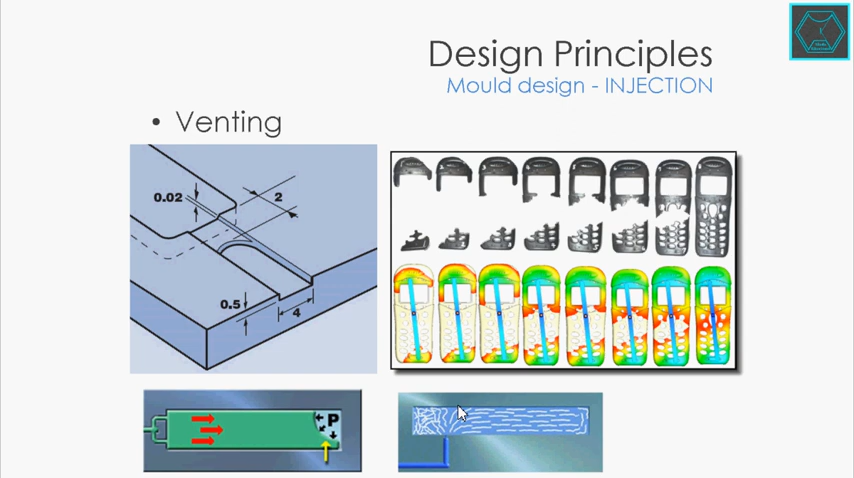 Design Principles
Mould design - INJECTION
• Venting
0.02
2
0.5
4
P